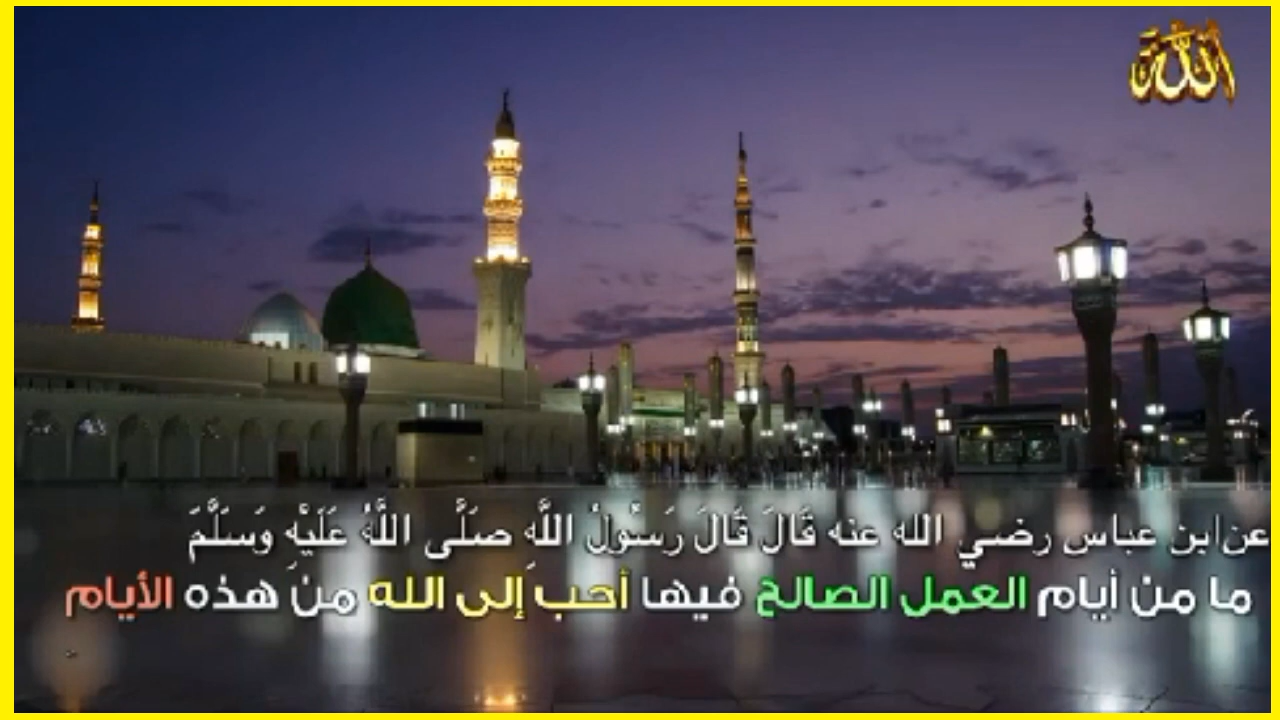 الله
عن ابن عباس رضي الله عنه قَالَ قَالَ رَسُولُ اللَّهِ صَلَّى اللَّهُ عَلَيْهِ وَسَلَّمَ
ما من أيام العمل الصالح فيها أحب إلى الله من هذه الأيام